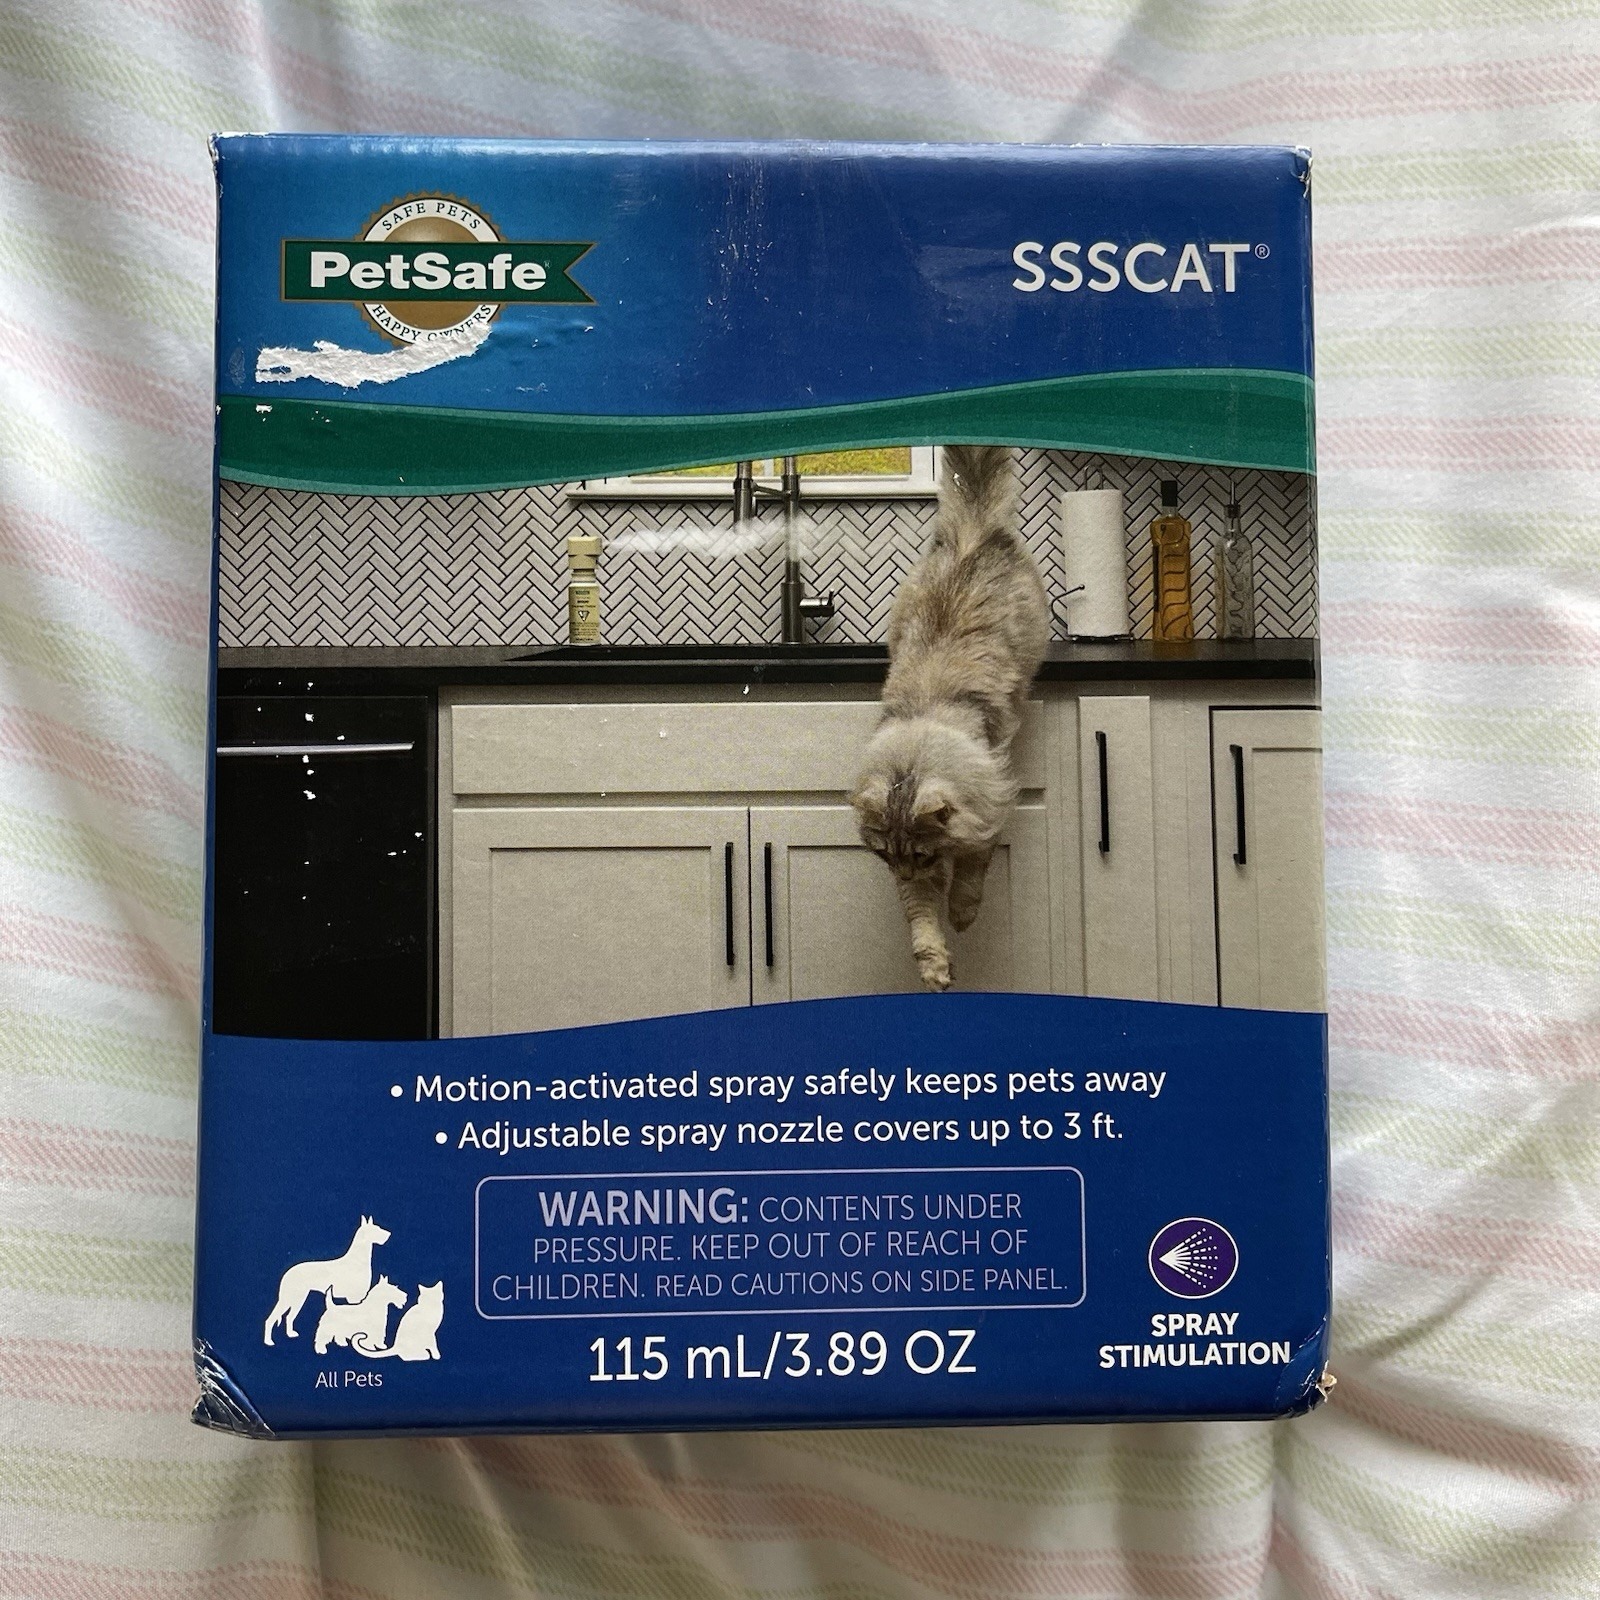 SAFE PETS
PetSafe
HAPPY OWNERS
SSSCAT®
• Motion-activated spray safely keeps pets away
• Adjustable spray nozzle covers up to 3 ft.
WARNING: CONTENTS UNDER
PRESSURE. KEEP OUT OF REACH OF
CHILDREN. READ CAUTIONS ON SIDE PANEL.
All Pets
115 mL/3.89 OZ
SPRAY
STIMULATION